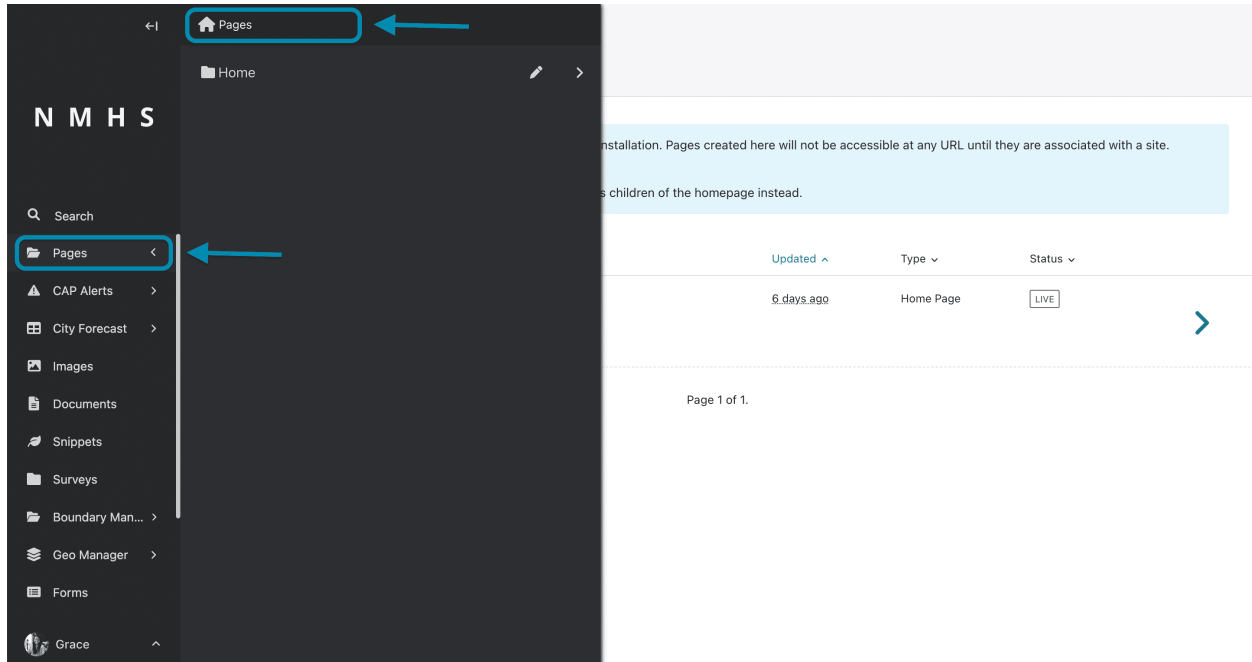 Pages
Home
N M H S
Search
Pages
CAP Alerts
City Forecast
Images
Documents
Snippets
Surveys
Boundary Man...
Geo Manager
Forms
Grace
nstallation. Pages created here will not be accessible at any URL until they are associated with a site.
s children of the homepage instead.
Updated Type Status
6 days ago Home Page LIVE
Page 1 of 1.